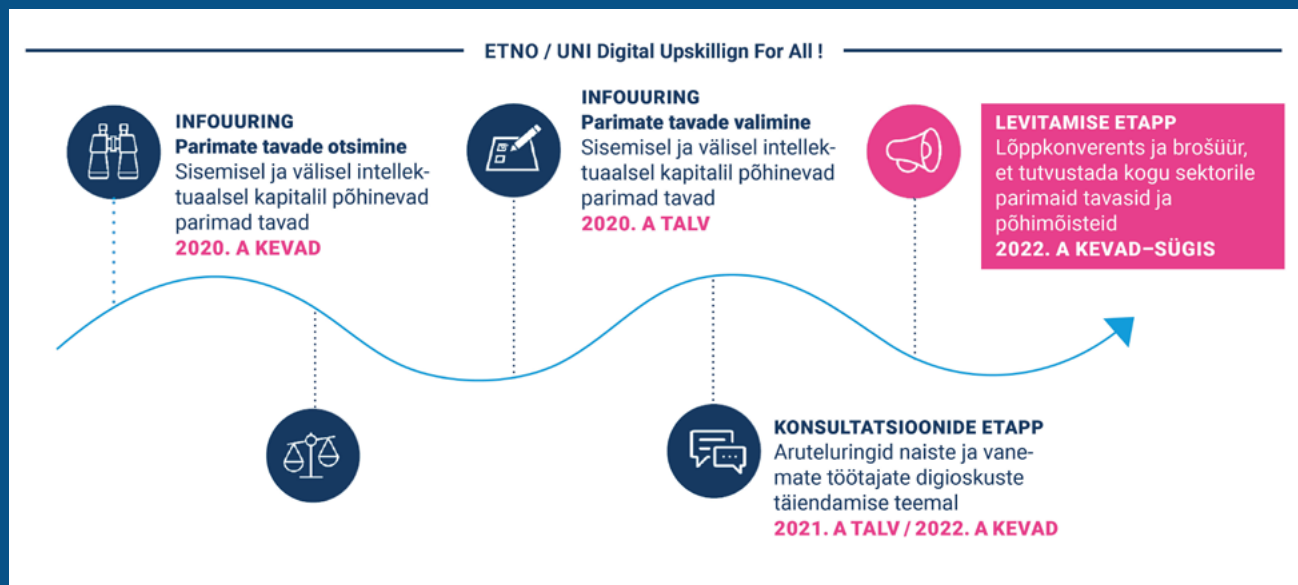 ETNO / UNI Digital Upskillign For All !
INFOUURING
Parimate tavade otsimine
Sisemisel ja välisel intellek-
tuaalsel kapitalil põhinevad
parimad tavad
2020. A KEVAD
INFOUURING
Parimate tavade valimine
Sisemisel ja välisel intellek-
tuaalsel kapitalil põhinevad
parimad tavad
2020. A TALV
LEVITAMISE ETAPP
Lõppkonverents ja brošüür,
et tutvustada kogu sektorile
parimaid tavasid ja
põhimõisteid
2022. A KEVAD–SÜGIS
KONSULTATSIOONIDE ETAPP
Aruteluringid naiste ja vane-
mate töötajate digioskuste
täiendamise teemal
2021. A TALV / 2022. A KEVAD